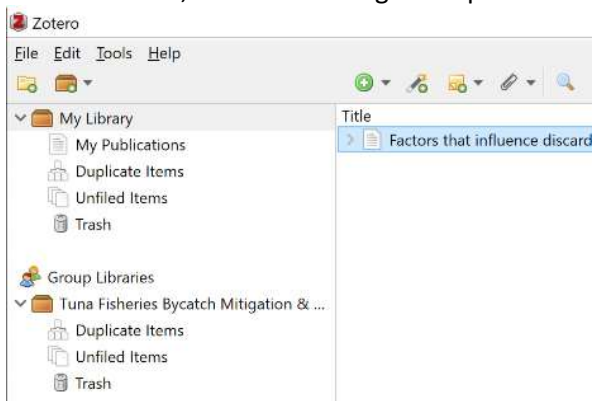 Zotero
File Edit Tools Help
My Library
My Publications
Duplicate Items
Unfiled Items
Trash
Group Libraries
Tuna Fisheries Bycatch Mitigation & ...
Duplicate Items
Unfiled Items
Trash
Title
Factors that influence discard